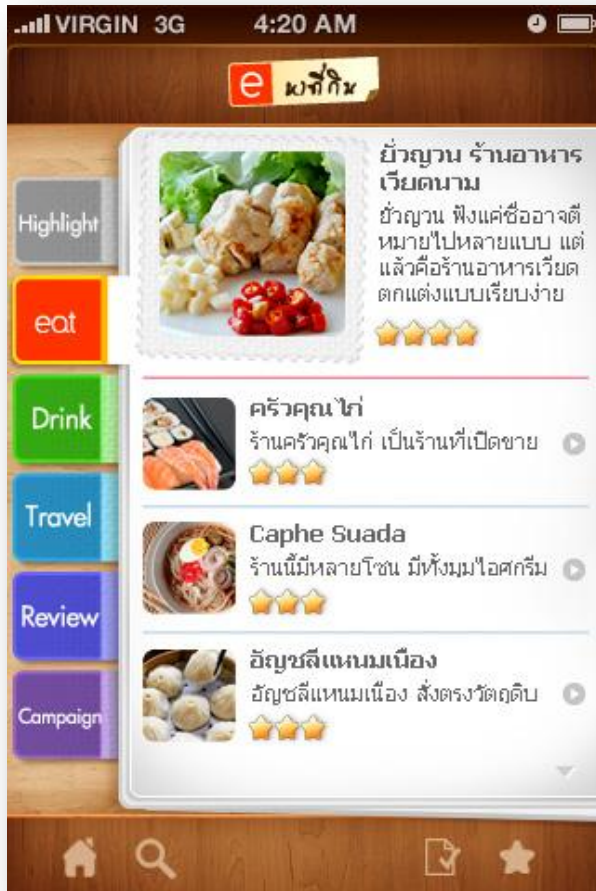 VIRGIN 3G 4:20 AM
e หาที่กิน
ยั่วญวน ร้านอาหาร
เวียดนาม
ยั่วญวน ฟังแค่ชื่ออาจตี
หมายไปหลายแบบ แต่
แล้วคือร้านอาหารเวียด
ตกแต่งแบบเรียบง่าย
Highlight
eat
Drink
Travel
Review
Campaign
ครัวคุณไก่
ร้านครัวคุณไก่ เป็นร้านที่เปิดขาย
Caphe Suada
ร้านนี้มีหลายโซน มีทั้งมุมไอศกรีม
อัญชลีแหนมเนือง
อัญชลีแหนมเนือง สั่งตรงวัตถุดิบ